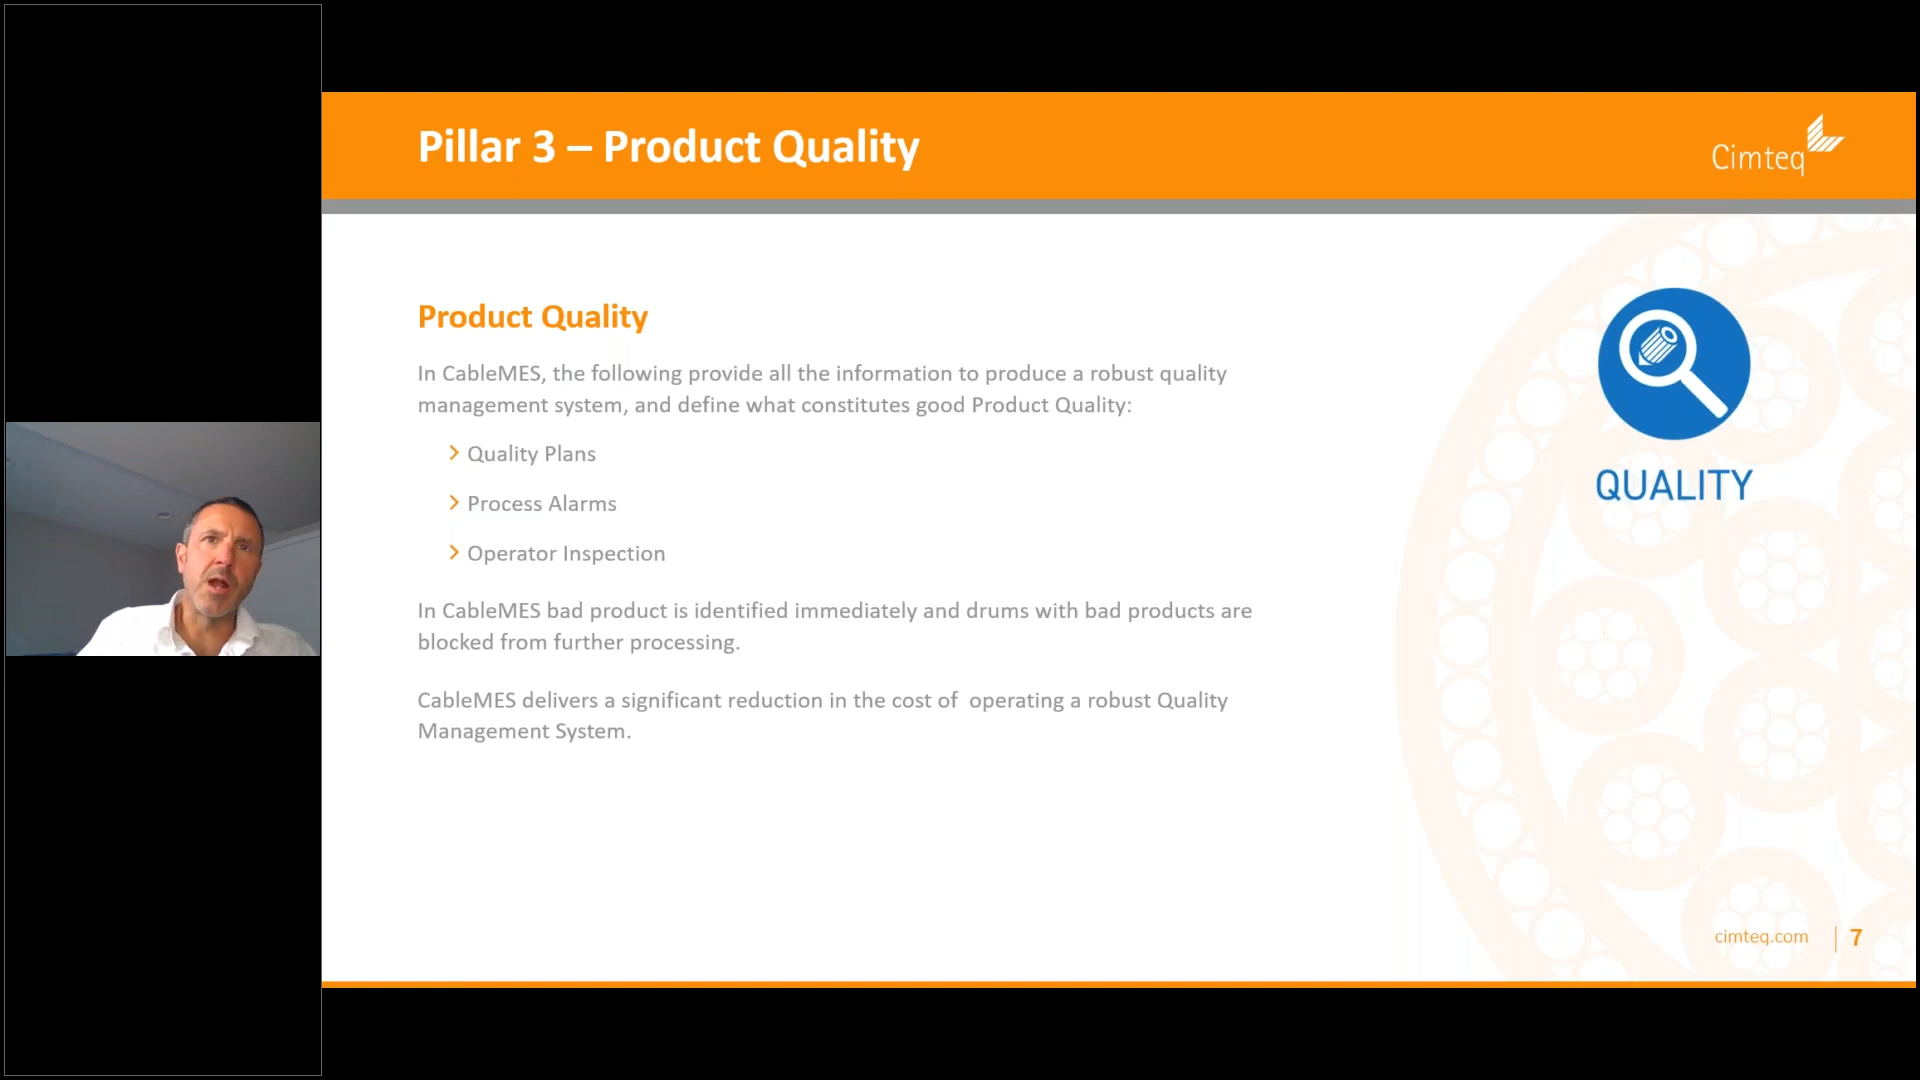 Pillar 3 – Product Quality
Cimteq
Product Quality
In CableMES, the following provide all the information to produce a robust quality
management system, and define what constitutes good Product Quality:
Quality Plans
Process Alarms
Operator Inspection
In CableMES bad product is identified immediately and drums with bad products are
blocked from further processing.
CableMES delivers a significant reduction in the cost of  operating a robust Quality
Management System.
QUALITY
cimteq.com
7